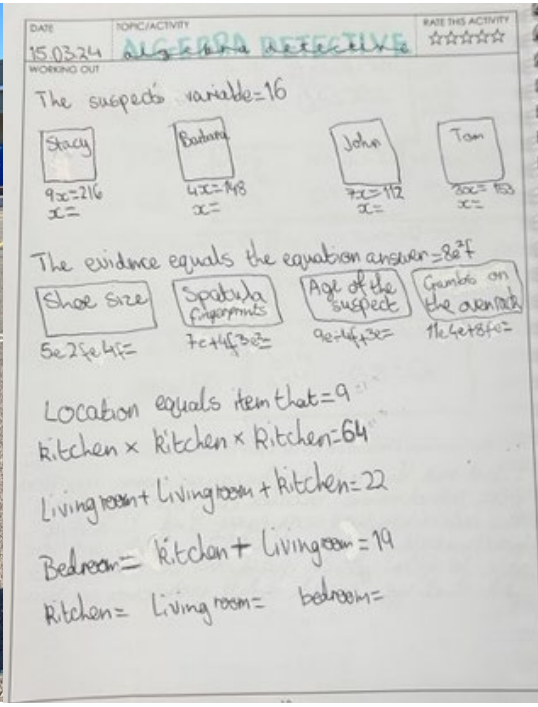 DATE TOPIC/ACTIVITY RATE THIS ACTIVITY
15.03.24 ALGEBRA DETECTIVE
WORKING OUT
The suspects variable=16
Stacy Barbara John Tom
9x=216 4x=148 7x=112
x= x= x= x=
The evidence equals the equation answer=8e²f
Shoe size Spatula fingerprints Age of the suspect on the oven rack
Location equals item that=9
kitchen × kitchen × kitchen=64
Living room + Living room + kitchen=22
Bedroom= kitchen + Living room=19
kitchen= Living room= bedroom=